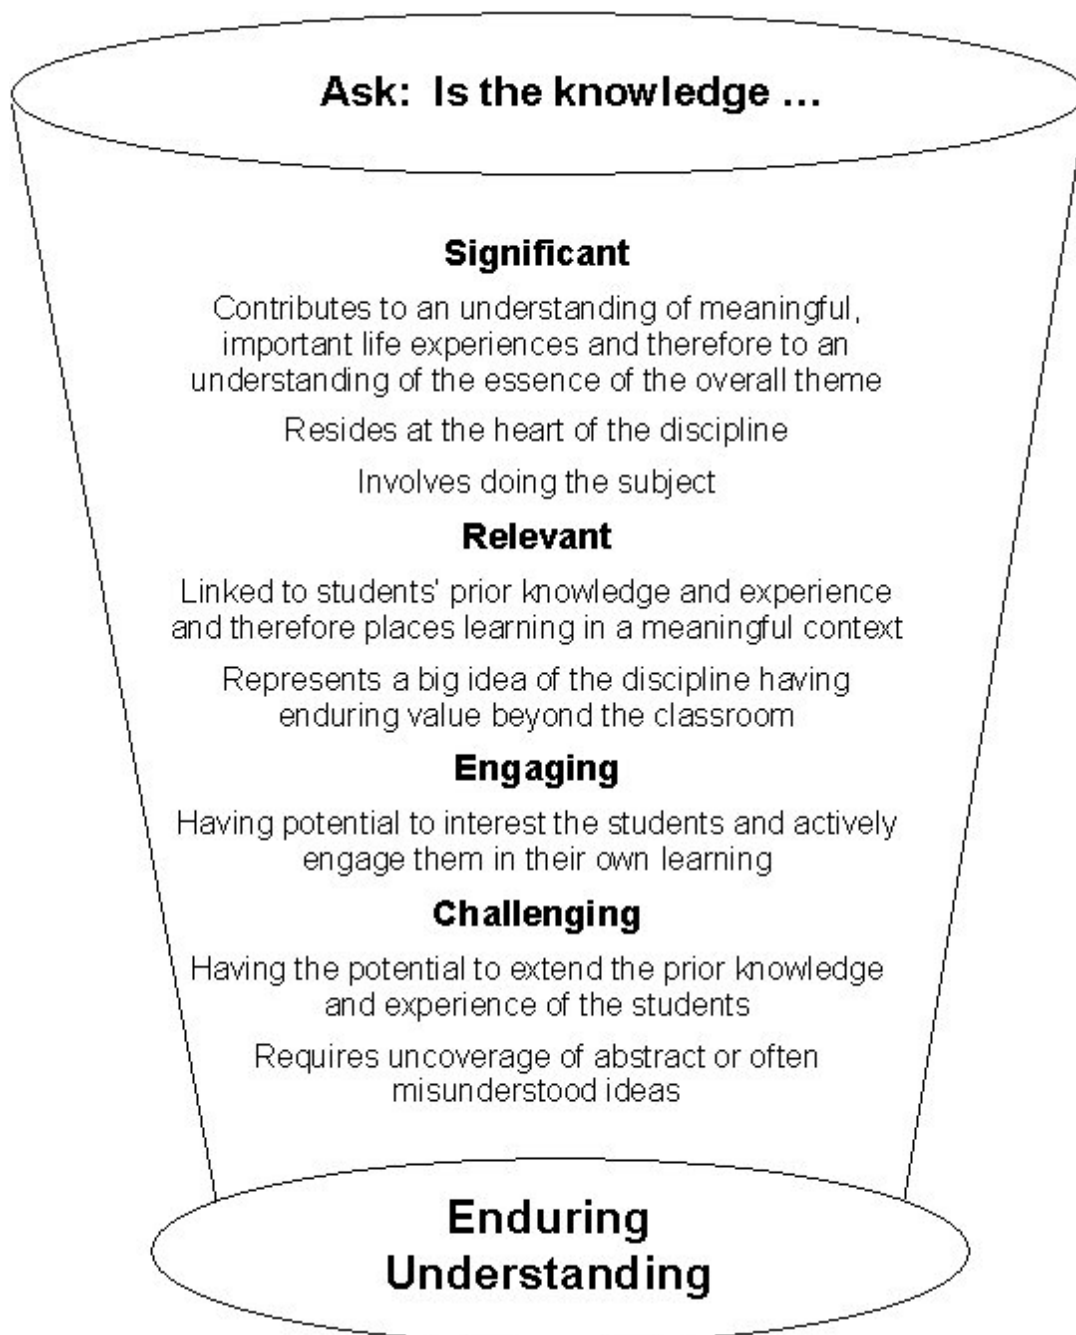 Ask: Is the knowledge ...
Significant
Contributes to an understanding of meaningful,
important life experiences and therefore to an
understanding of the essence of the overall theme
Resides at the heart of the discipline
Involves doing the subject
Relevant
Linked to students' prior knowledge and experience
and therefore places learning in a meaningful context
Represents a big idea of the discipline having
enduring value beyond the classroom
Engaging
Having potential to interest the students and actively
engage them in their own learning
Challenging
Having the potential to extend the prior knowledge
and experience of the students
Requires uncoverage of abstract or often
misunderstood ideas
Enduring
Understanding